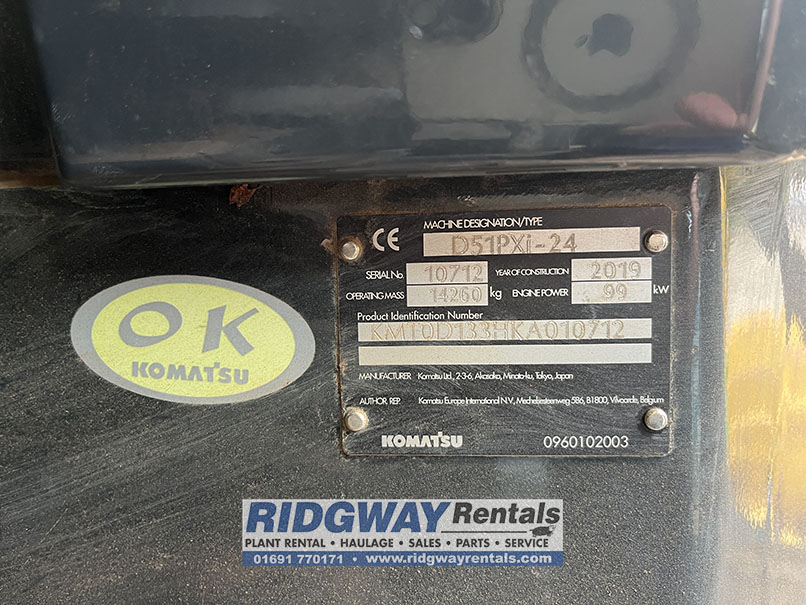 MACHINE DESIGNATION/TYPE
CE D51PXi-24
SERIAL No. 10712 YEAR OF CONSTRUCTION 2019
OPERATING MASS 14260 kg ENGINE POWER 99 kW
Product Identification Number
KMT0D133HKA010712
MANUFACTURER Komatsu Ltd., 2-3-6, Akasaka, Minato-ku, Tokyo, Japan
AUTHOR REP. Komatsu Europe International N.V., Mechelsesteenweg 586, B1800, Vilvoorde, Belgium
KOMATSU 0960102003
OK
KOMATSU
RIDGWAY Rentals
PLANT RENTAL • HAULAGE • SALES • PARTS • SERVICE
01691 770171 • www.ridgwayrentals.com